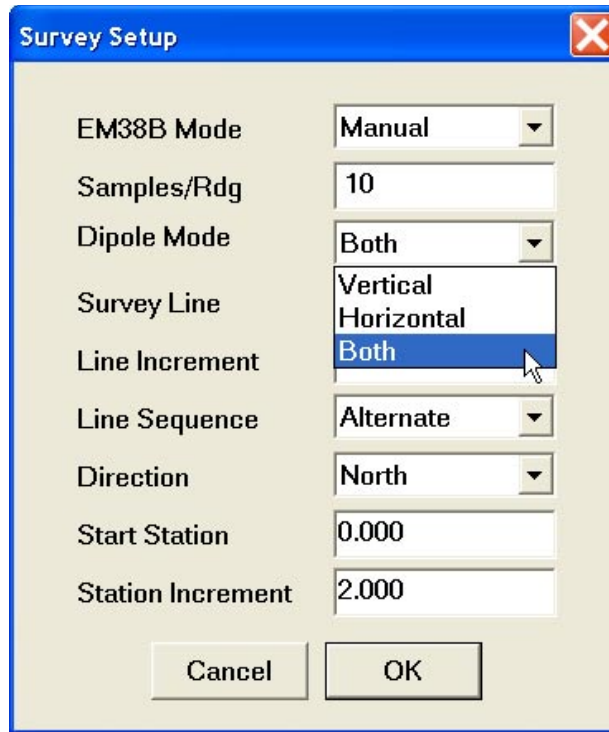 Survey Setup
EM38B Mode Manual
Samples/Rdg 10
Dipole Mode Both
Vertical
Survey Line
Horizontal
Both
Line Increment
Line Sequence Alternate
Direction North
Start Station 0.000
Station Increment 2.000
Cancel OK